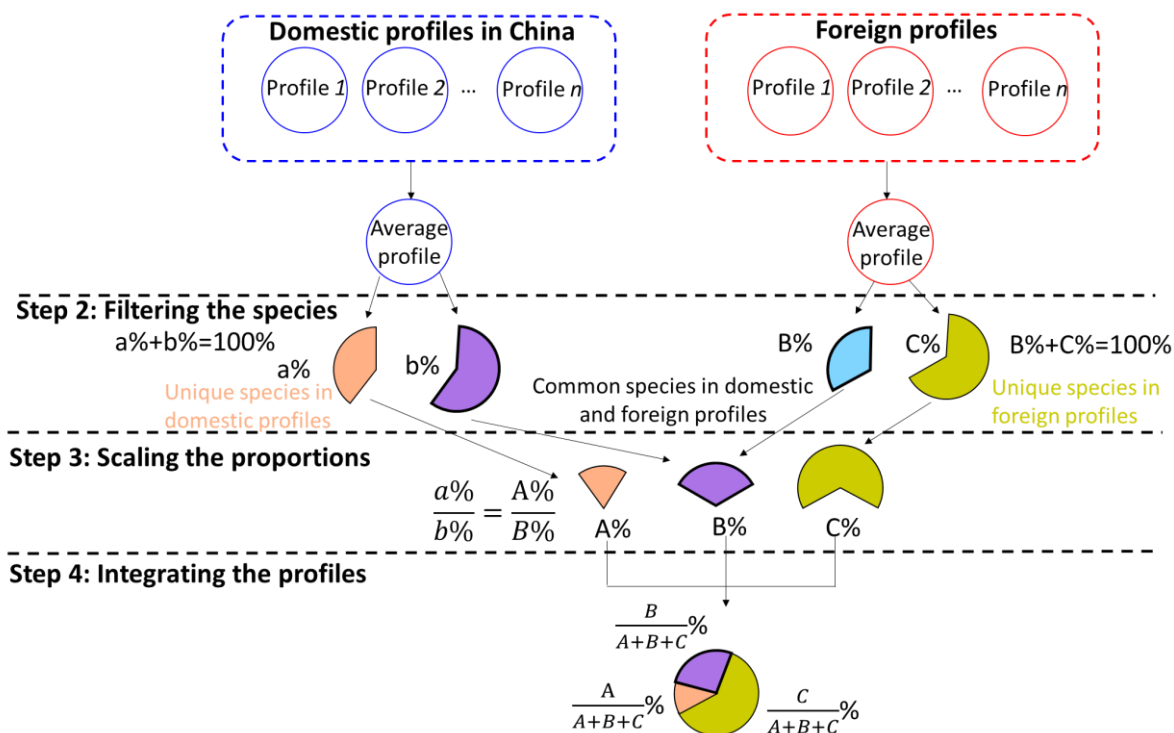 Domestic profiles in China
Profile 1
Profile 2
...
Profile n
Foreign profiles
Profile 1
Profile 2
...
Profile n
Average
profile
Average
profile
Step 2: Filtering the species
a%+b%=100%
a%
b%
Unique species in
domestic profiles
Common species in domestic
and foreign profiles
B%
C%
B%+C%=100%
Unique species in
foreign profiles
Step 3: Scaling the proportions
a%/b% = A%/B%
A%
B%
C%
Step 4: Integrating the profiles
B/A+B+C %
A/A+B+C %
C/A+B+C %